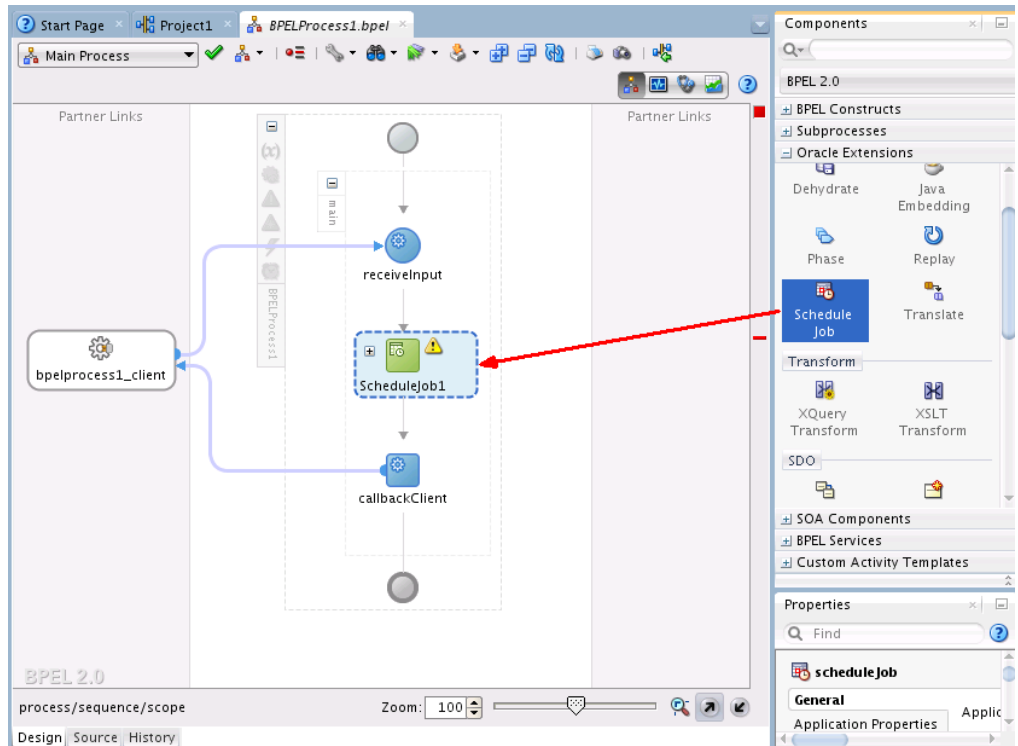 Start Page
Project1
BPELProcess1.bpel
Main Process
Partner Links
Partner Links
(x)
main
BPELProcess1
receiveInput
bpelprocess1_client
ScheduleJob1
callbackClient
BPEL 2.0
process/sequence/scope
Zoom: 100
Design Source History
Components
BPEL 2.0
BPEL Constructs
Subprocesses
Oracle Extensions
Dehydrate
Java
Embedding
Phase
Replay
Schedule
Job
Translate
Transform
XQuery
Transform
XSLT
Transform
SDO
SOA Components
BPEL Services
Custom Activity Templates
Properties
Find
scheduleJob
General
Application Properties
Applic